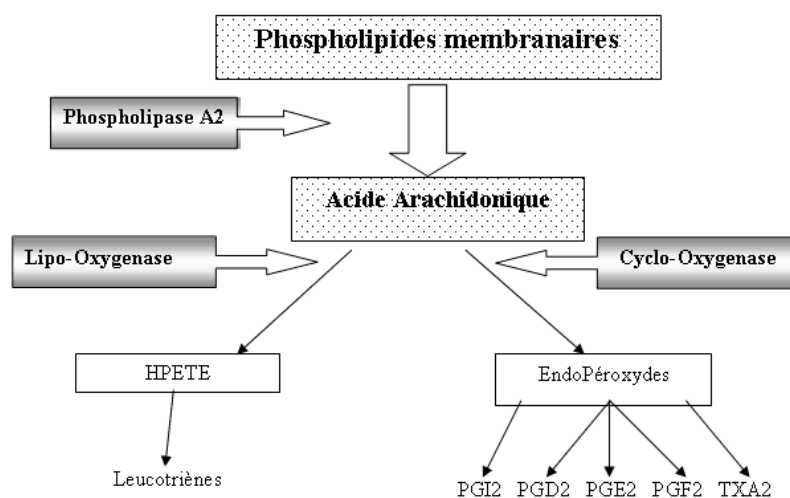 Phospholipides membranaires
Phospholipase A2
Acide Arachidonique
Lipo-Oxygenase
Cyclo-Oxygenase
HPETE
EndoPéroxydes
Leucotriènes
PGI2 PGD2 PGE2 PGF2 TXA2